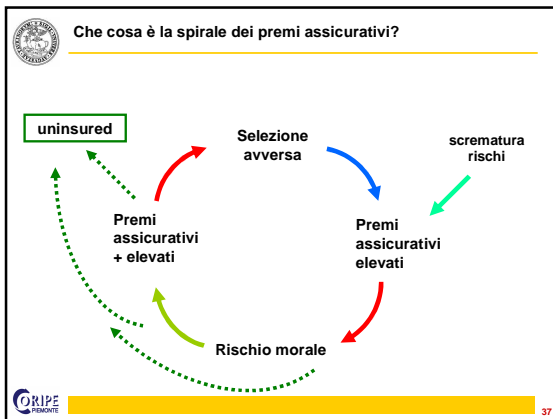 Che cosa è la spirale dei premi assicurativi?
uninsured
Selezione
avversa
scrematura
rischi
Premi
assicurativi
+ elevati
Premi
assicurativi
elevati
Rischio morale
CORIPE
PIEMONTE
37